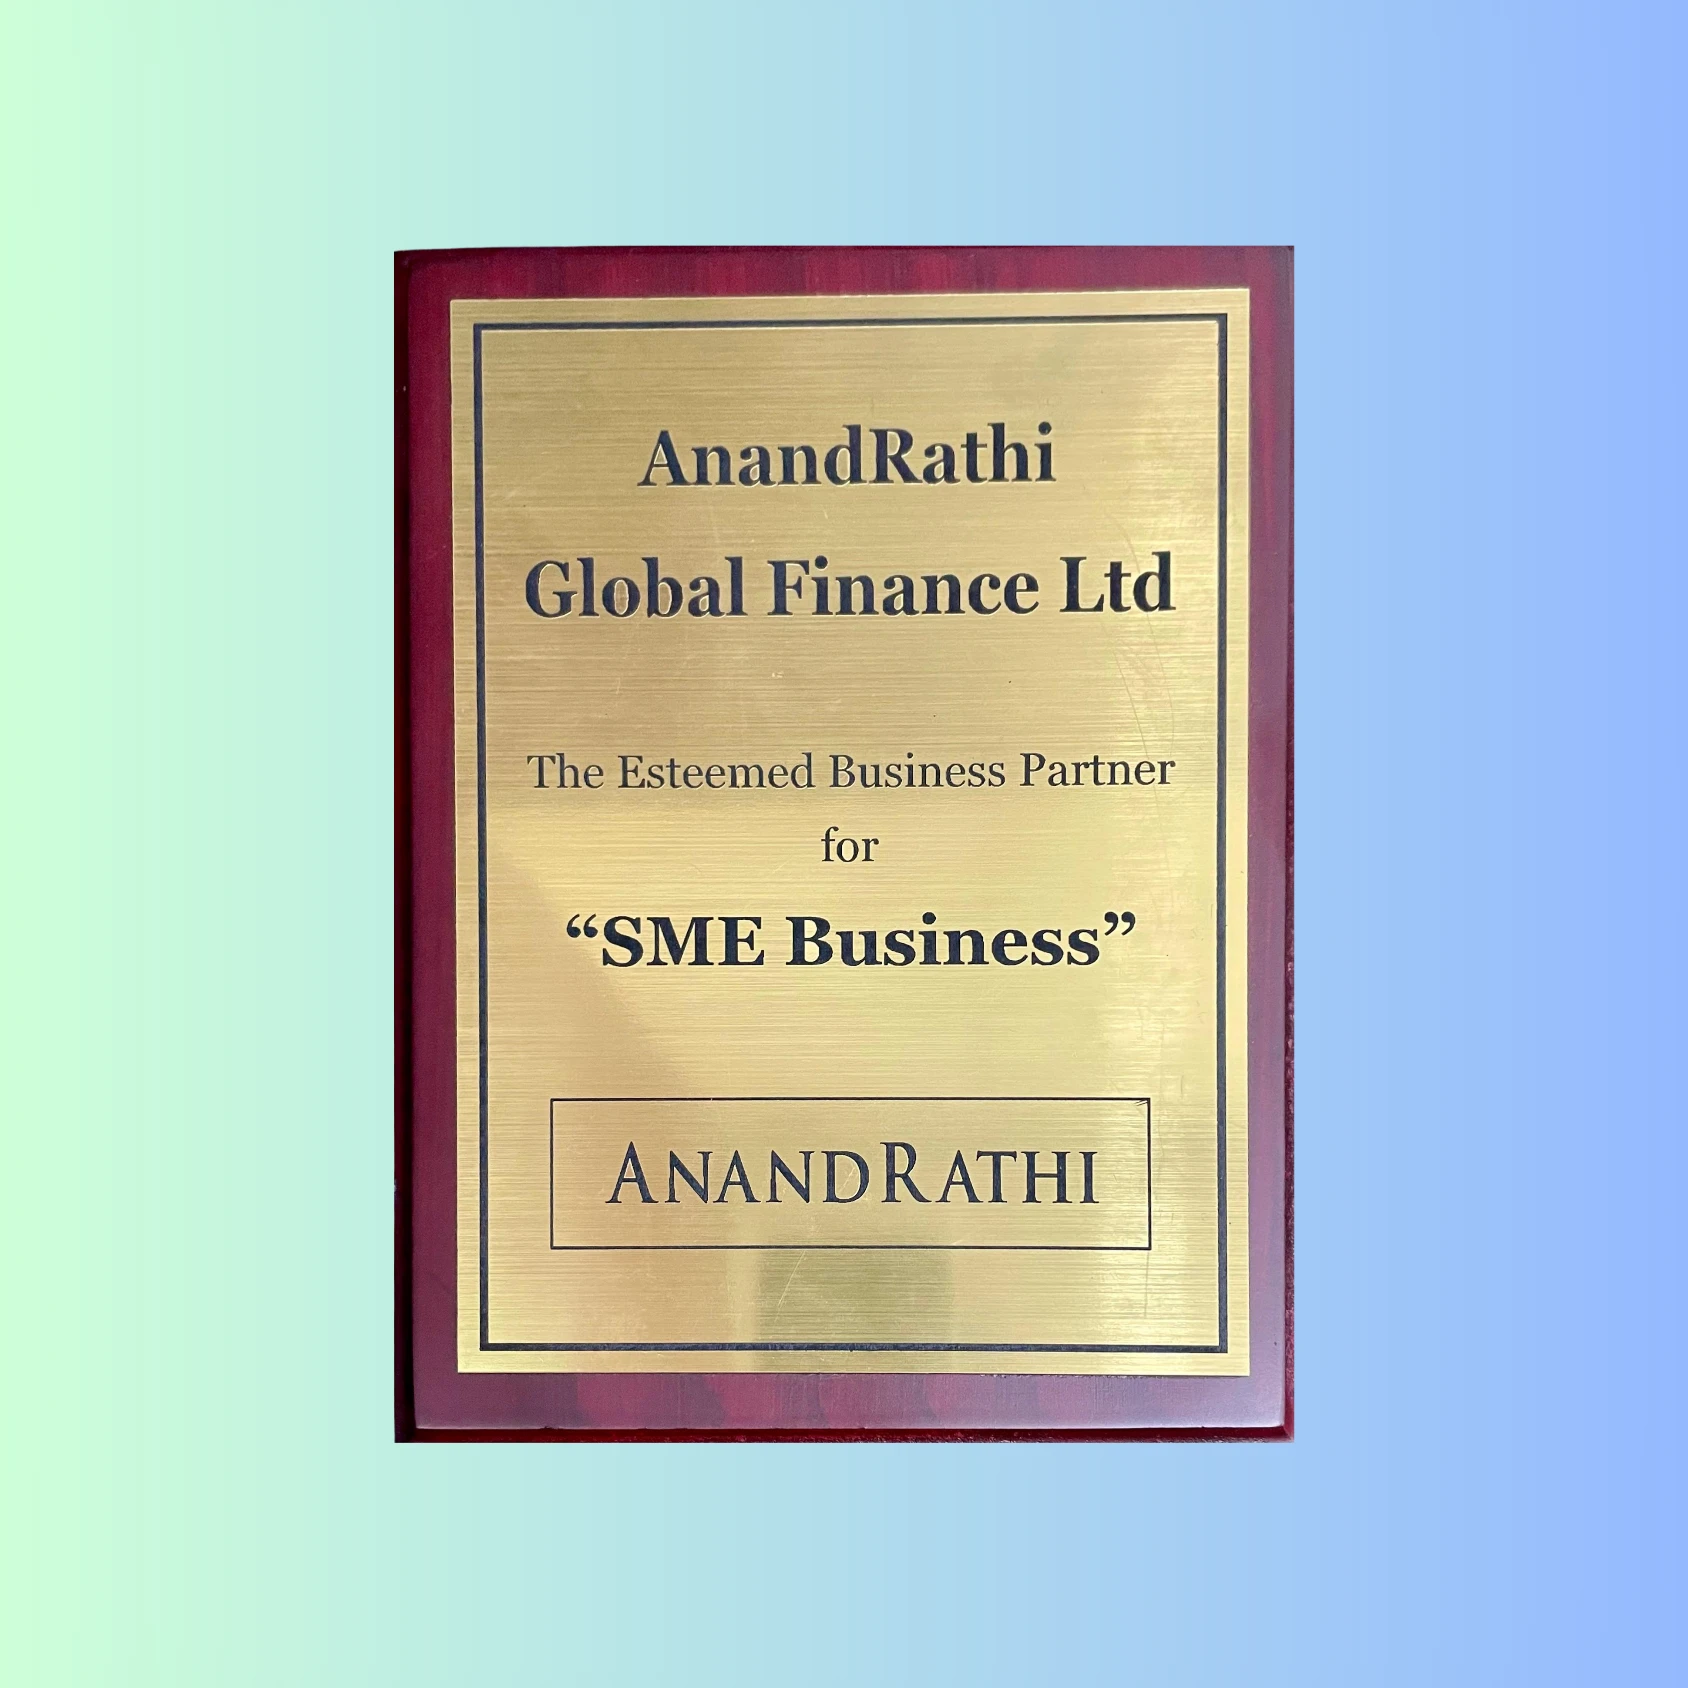 AnandRathi
Global Finance Ltd
The Esteemed Business Partner
for
“SME Business”
ANANDRATHI